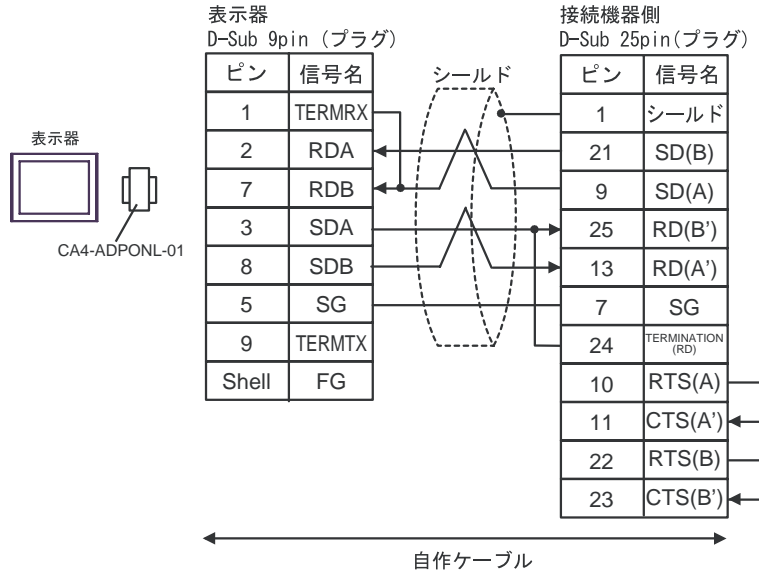 表示器
D-Sub 9pin (プラグ)
接続機器側
D-Sub 25pin(プラグ)
表示器
CA4-ADPONL-01
シールド
ピン 信号名
1 TERMRX
2 RDA
7 RDB
3 SDA
8 SDB
5 SG
9 TERMTX
Shell FG
ピン 信号名
1 シールド
21 SD(B)
9 SD(A)
25 RD(B’)
13 RD(A’)
7 SG
24 TERMINATION
(RD)
10 RTS(A)
11 CTS(A’)
22 RTS(B)
23 CTS(B’)
自作ケーブル